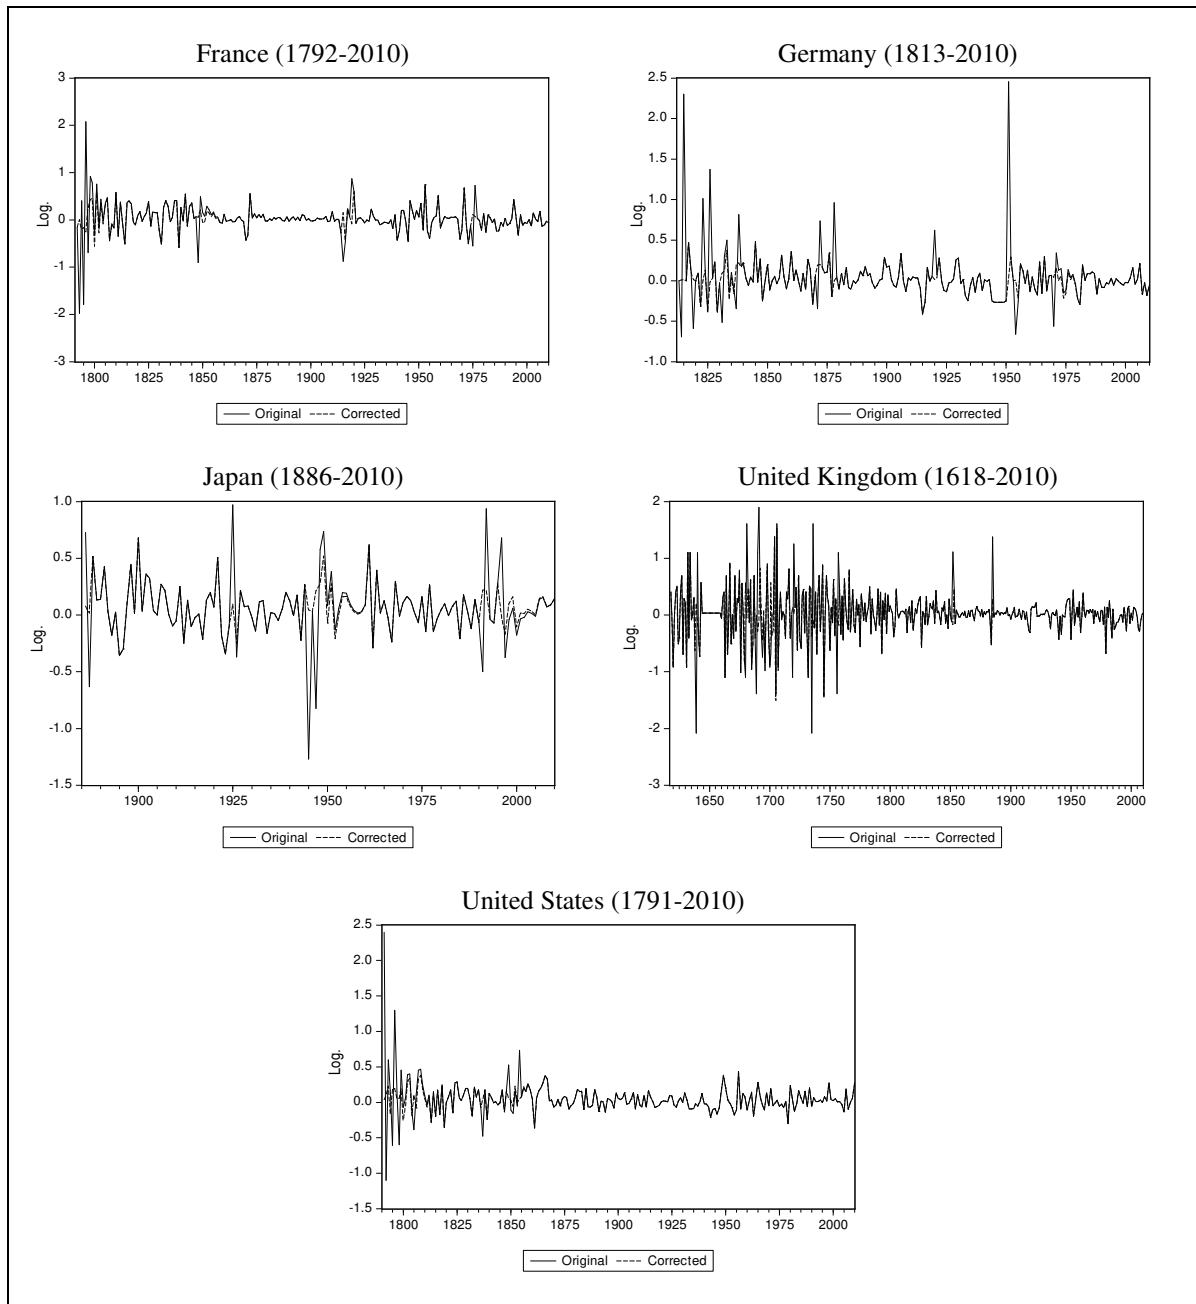 France (1792-2010)
3
2
1
0
-1
-2
-3
Log.
1800 1825 1850 1875 1900 1925 1950 1975 2000
Original Corrected
Germany (1813-2010)
2.5
2.0
1.5
1.0
0.5
0.0
-0.5
-1.0
Log.
1825 1850 1875 1900 1925 1950 1975 2000
Original Corrected
Japan (1886-2010)
1.0
0.5
0.0
-0.5
-1.0
-1.5
Log.
1900 1925 1950 1975 2000
Original Corrected
United Kingdom (1618-2010)
2
1
0
-1
-2
-3
Log.
1650 1700 1750 1800 1850 1900 1950 2000
Original Corrected
United States (1791-2010)
2.5
2.0
1.5
1.0
0.5
0.0
-0.5
-1.0
-1.5
Log.
1800 1825 1850 1875 1900 1925 1950 1975 2000
Original Corrected